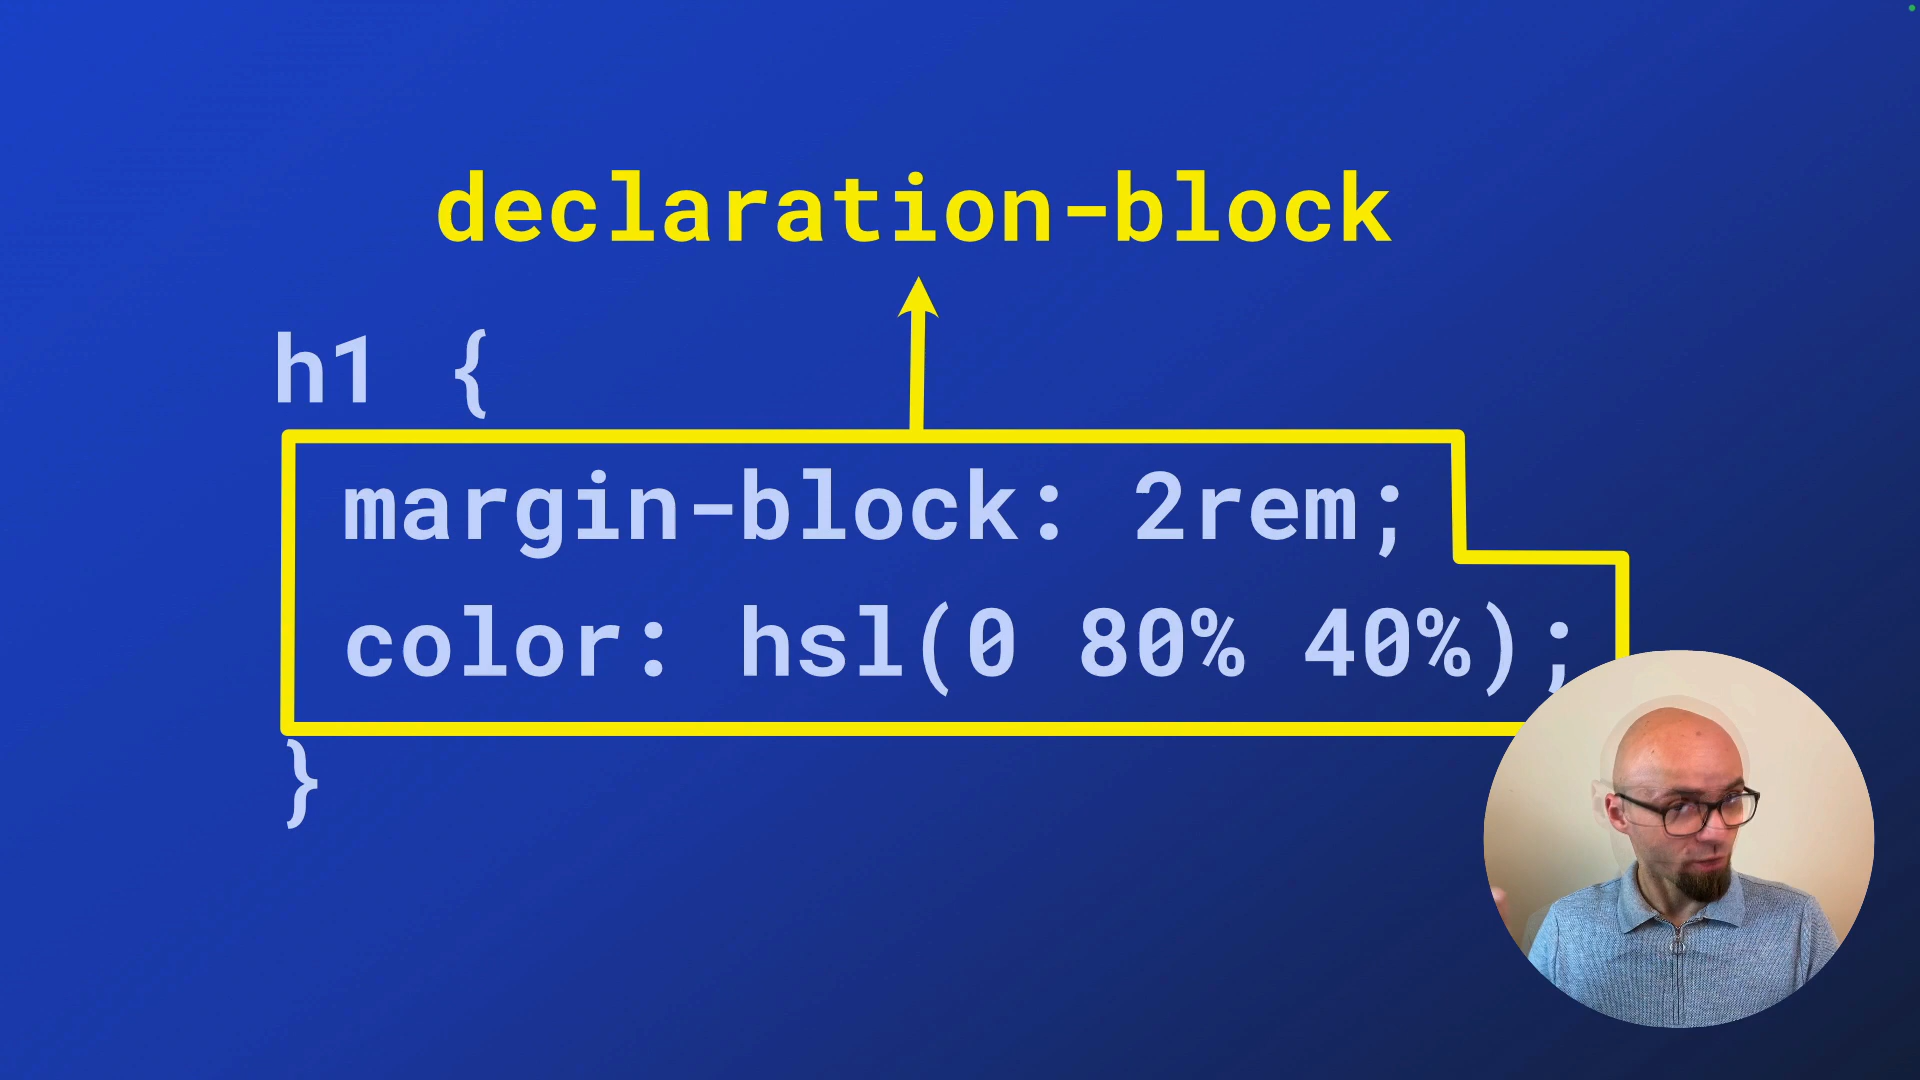 declaration-block
h1 {
margin-block: 2rem;
color: hsl(0 80% 40%);
}